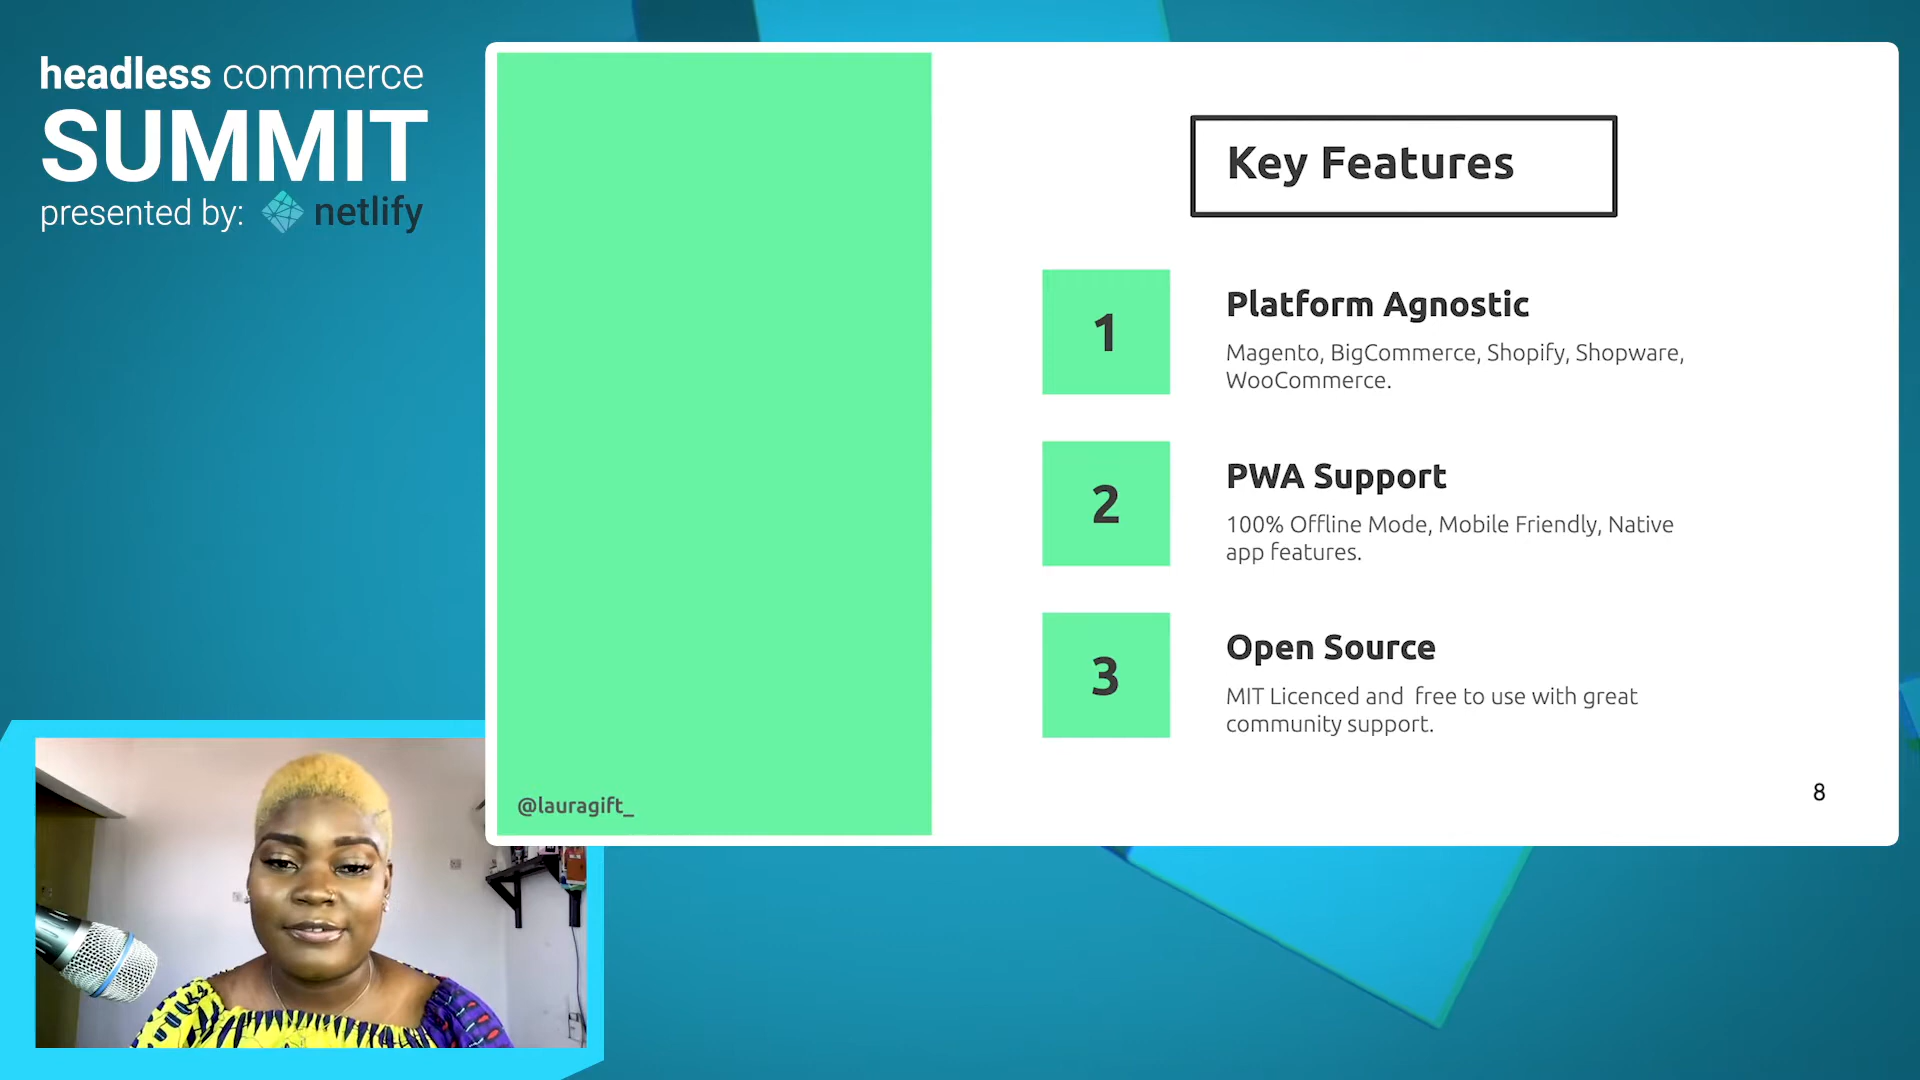 headless commerce
SUMMIT
presented by: netlify
Key Features
1
Platform Agnostic
Magento, BigCommerce, Shopify, Shopware,
WooCommerce.
2
PWA Support
100% Offline Mode, Mobile Friendly, Native
app features.
3
Open Source
MIT Licenced and  free to use with great
community support.
@lauragift_
8